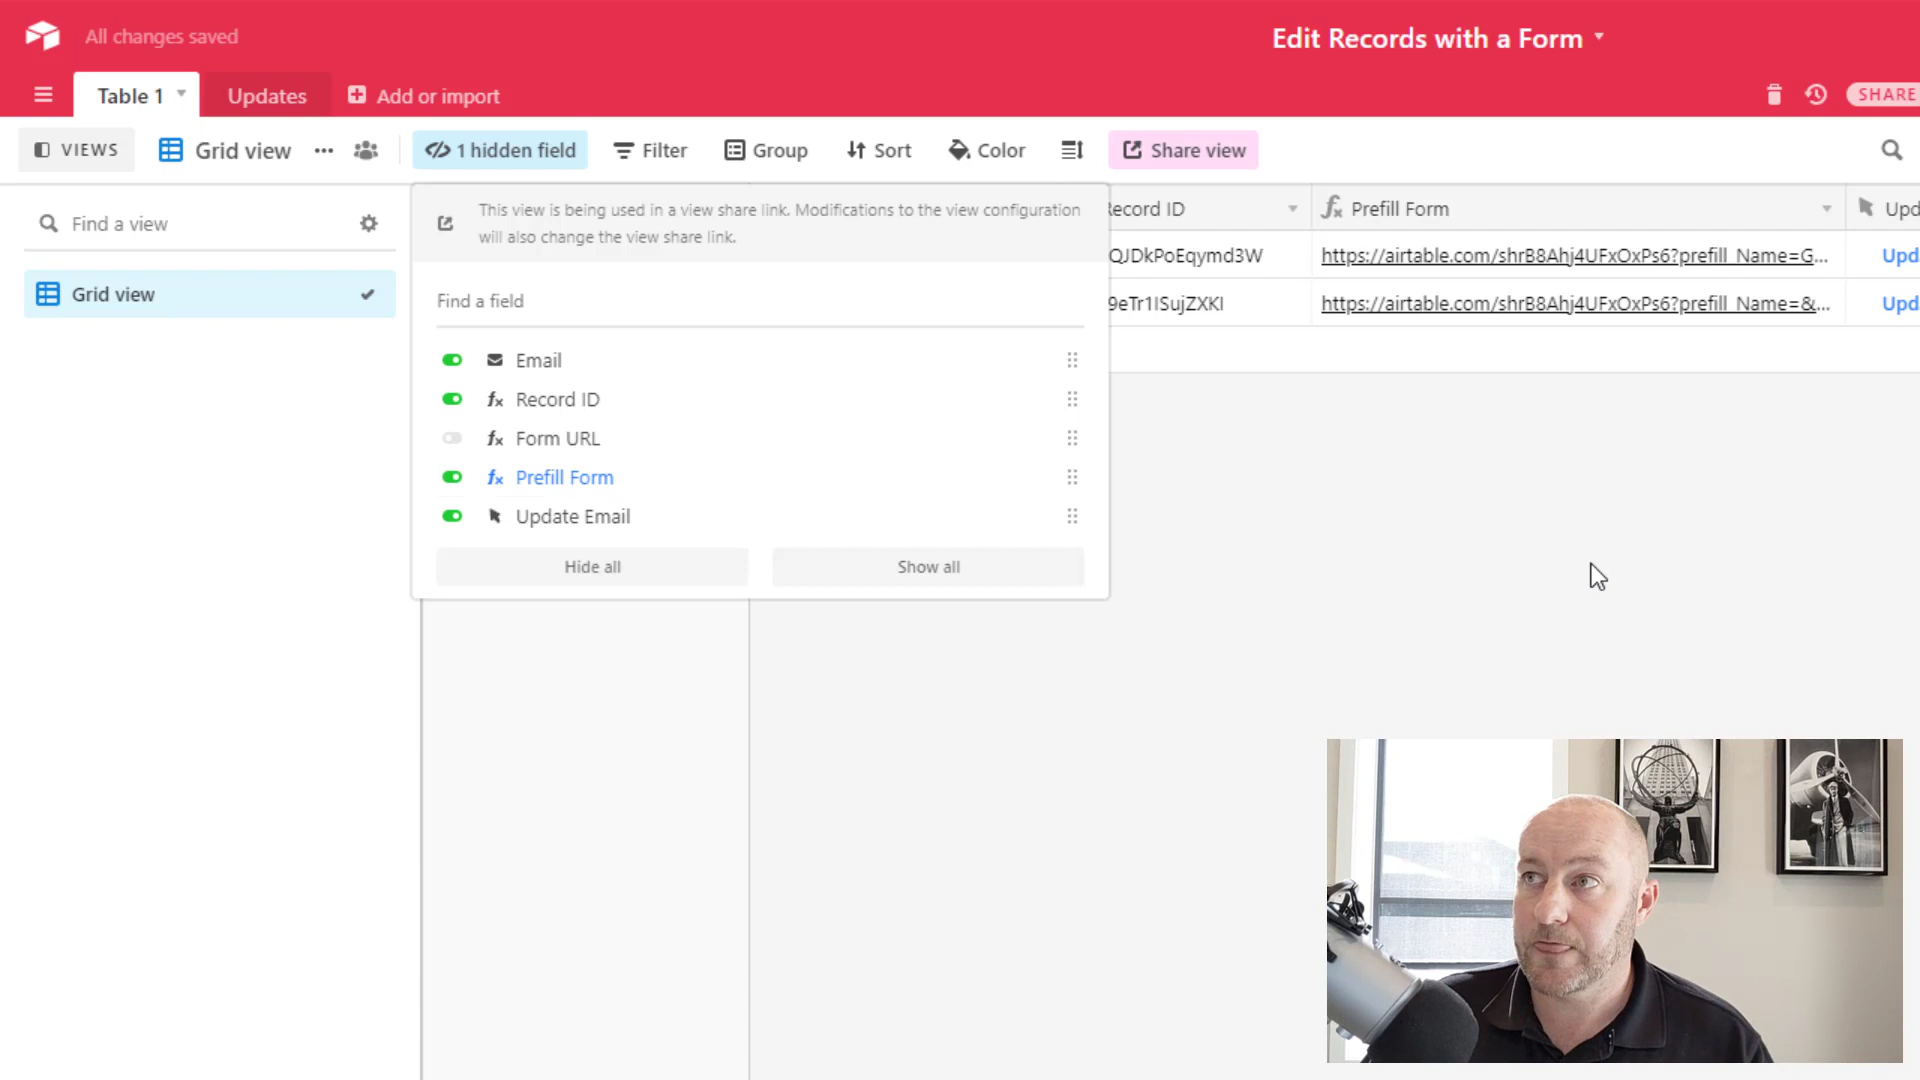 All changes saved
Edit Records with a Form
Table 1
Updates
Add or import
SHARE
VIEWS
Grid view
1 hidden field
Filter
Group
Sort
Color
Share view
Find a view
This view is being used in a view share link. Modifications to the view configuration
will also change the view share link.
Record ID
Prefill Form
Upd
Grid view
Find a field
QJDkPoEqymd3W
https://airtable.com/shrB8Ahj4UFxOxPs6?prefill_Name=G...
Upd
9eTr1ISujZXKI
https://airtable.com/shrB8Ahj4UFxOxPs6?prefill_Name=&...
Upd
Email
Record ID
Form URL
Prefill Form
Update Email
Hide all
Show all